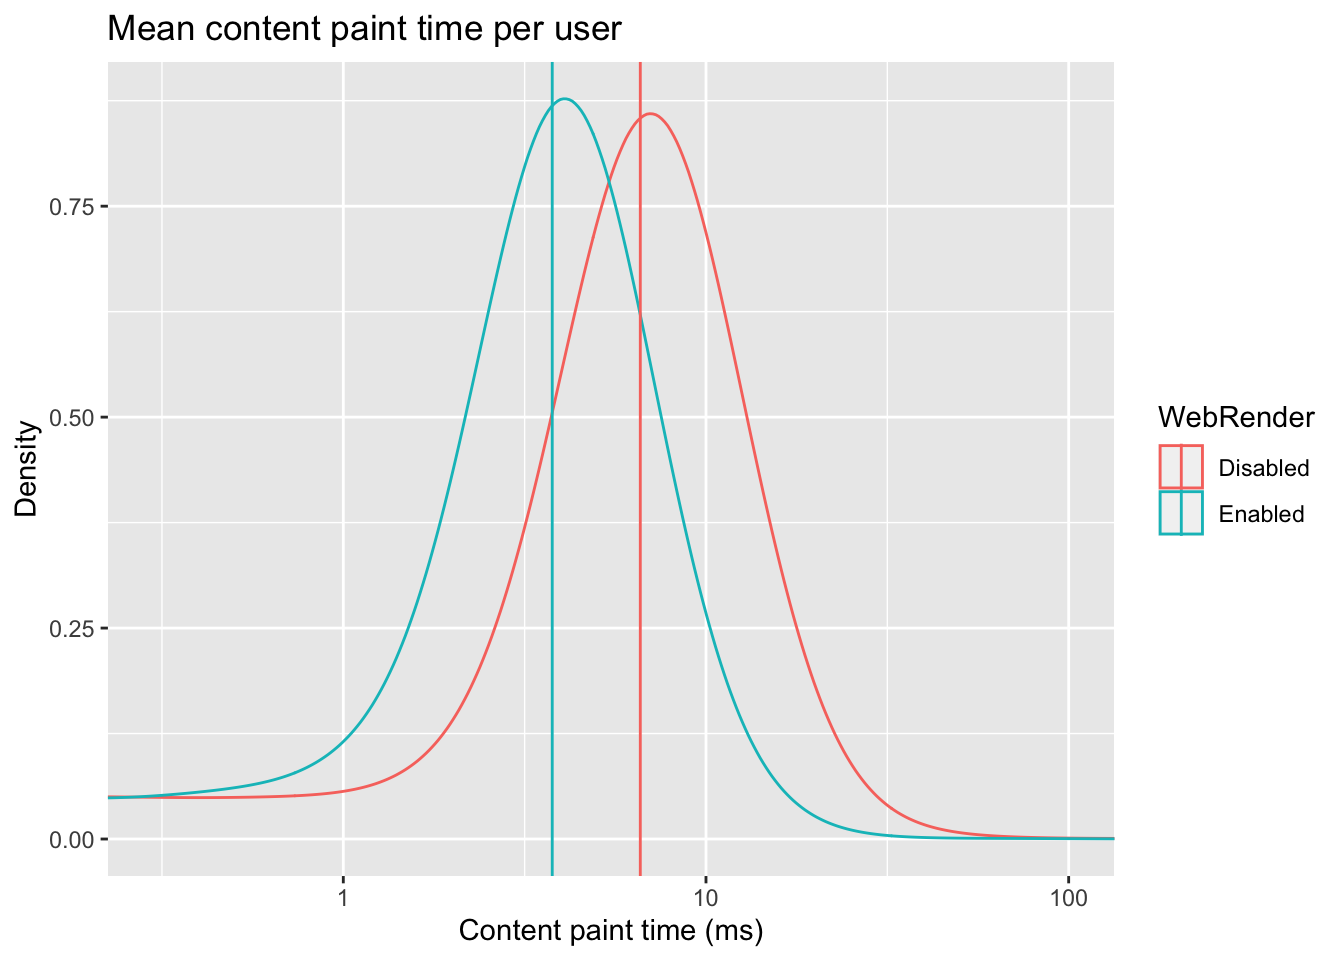 Mean content paint time per user
0.75
0.50
0.25
0.00
Density
1
10
100
Content paint time (ms)
WebRender
Disabled
Enabled